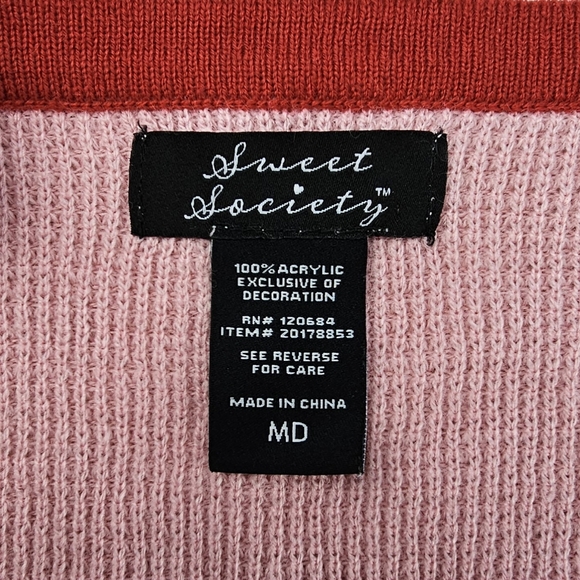 Sweet
Society™
100% ACRYLIC
EXCLUSIVE OF
DECORATION
RN# 120684
ITEM# 20178853
SEE REVERSE
FOR CARE
MADE IN CHINA
MD